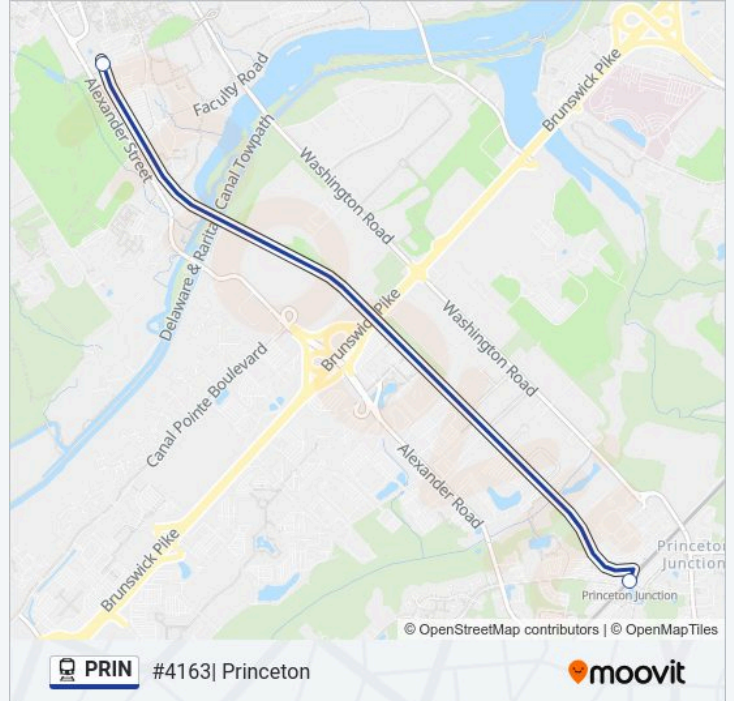 Faculty Road
Alexander Street
Brunswick Pike
Washington Road
Delaware & Raritan Canal Towpath
Brunswick Pike
Washington Road
Canal Pointe Boulevard
Alexander Road
Brunswick Pike
Princeton
Junction
Princeton Junction
© OpenStreetMap contributors | © OpenMapTiles
PRIN #4163| Princeton
moovit